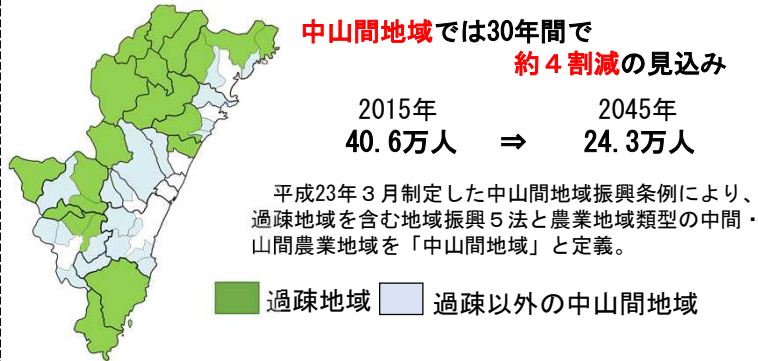 中山間地域では30年間で
約４割減の見込み
2015年 2045年
40.6万人 ⇒ 24.3万人
平成23年３月制定した中山間地域振興条例により、
過疎地域を含む地域振興５法と農業地域類型の中間・
山間農業地域を「中山間地域」と定義。
過疎地域 過疎以外の中山間地域